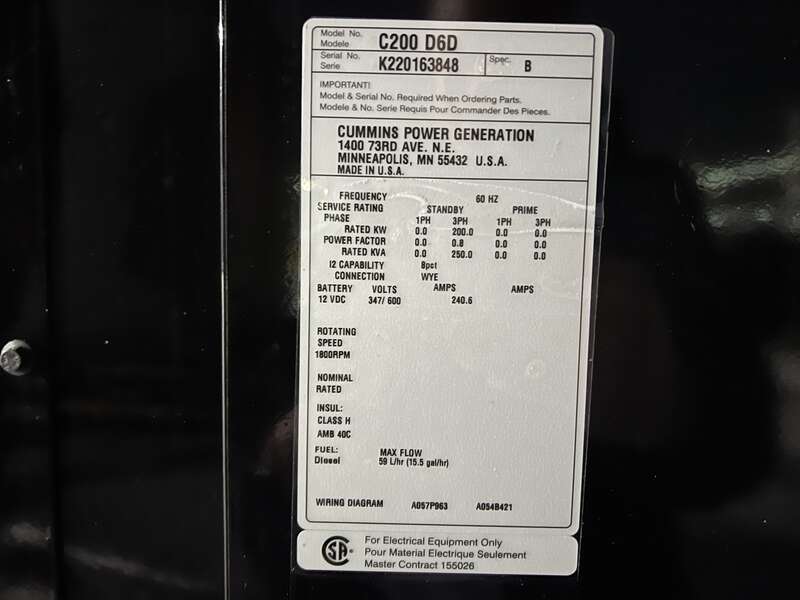 Model No.
Modele C200 D6D
Serial No.
Serie K220163848 Spec. B
IMPORTANT!
Model & Serial No. Required When Ordering Parts.
Modele & No. Serie Requis Pour Commander Des Pieces.
CUMMINS POWER GENERATION
1400 73RD AVE. N.E.
MINNEAPOLIS, MN 55432 U.S.A.
MADE IN U.S.A.
FREQUENCY 60 HZ
SERVICE RATING STANDBY PRIME
PHASE 1PH 3PH 1PH 3PH
RATED KW 0.0 200.0 0.0 0.0
POWER FACTOR 0.0 0.8 0.0 0.0
RATED KVA 0.0 250.0 0.0 0.0
I2 CAPABILITY 8pct
CONNECTION WYE
BATTERY VOLTS AMPS AMPS
12 VDC 347/ 600 240.6
ROTATING
SPEED
1800RPM
NOMINAL
RATED
INSUL:
CLASS H
AMB 40C
FUEL: MAX FLOW
Diesel 59 L/hr (15.5 gal/hr)
WIRING DIAGRAM A057P963 A054B421
CSA ® For Electrical Equipment Only
Pour Material Electrique Seulement
Master Contract 155026